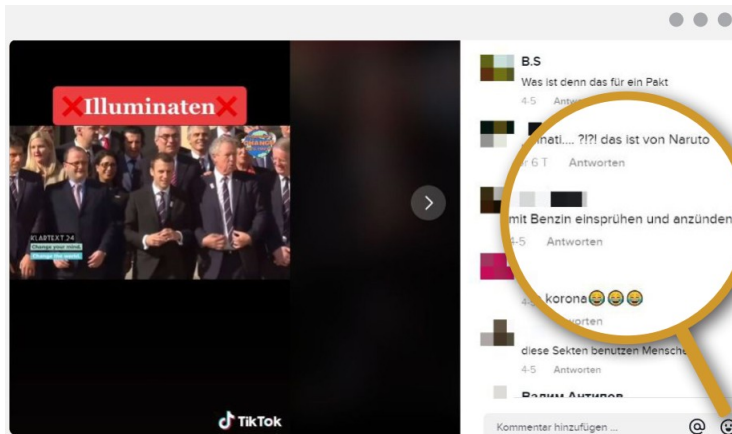 ❌Illuminaten❌
KLARTEXT 24
Change your mind.
Change the world.
TikTok
B.S
Was ist denn das für ein Pakt
4-5
nati.... ?!?! das ist von Naruto
6 T Antworten
mit Benzin einsprühen und anzünden
4-5 Antworten
korona😂😂😂
diese Sekten benutzen
4-5 Antworten
Вадим Антипов
Kommentar hinzufügen ...